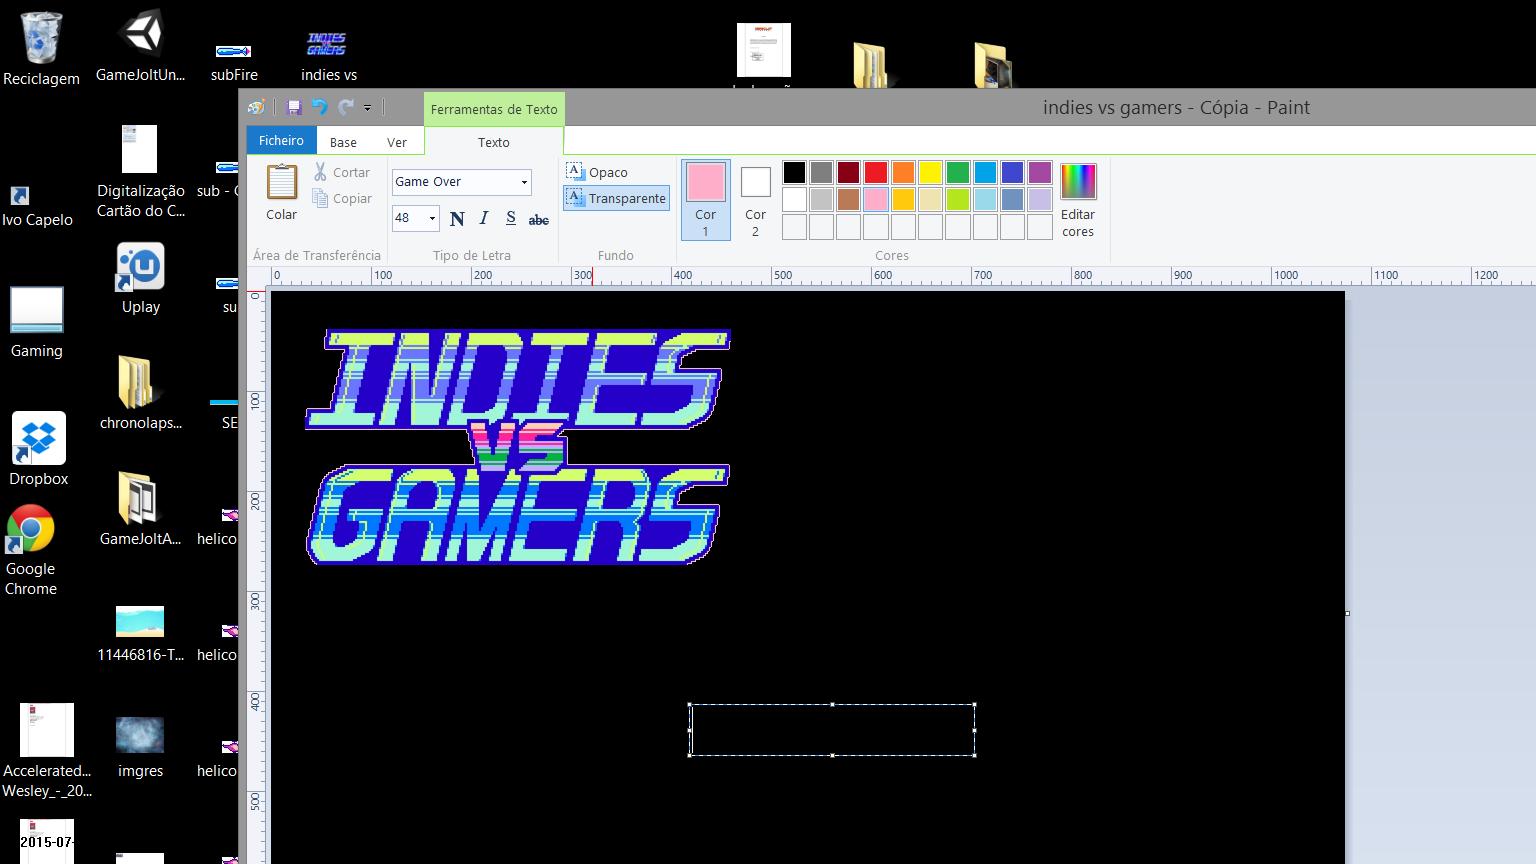 Reciclagem
GameJoltUn...
subFire
indies vs
Digitalização
Cartão do C...
sub - C
Ivo Capelo
Uplay
su
Gaming
chronolaps...
SE
Dropbox
GameJoltA...
helico
Google
Chrome
11446816-T...
helico
Accelerated...
Wesley_-_20...
imgres
helico
2015-07-
Ferramentas de Texto
indies vs gamers - Cópia - Paint
Ficheiro
Base
Ver
Texto
Colar
Cortar
Copiar
Área de Transferência
Game Over
48
N I S abc
Tipo de Letra
Opaco
Transparente
Fundo
Cor
1
Cor
2
Editar
cores
Cores
0 100 200 300 400 500 600 700 800 900 1000 1100 1200
0
100
200
300
400
500
INDIES
VS
GAMERS